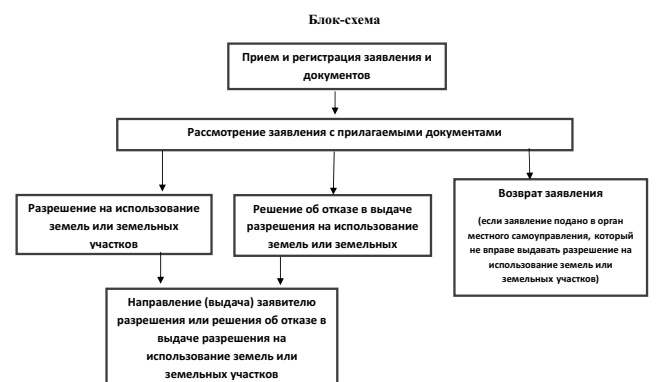 Блок-схема
Прием и регистрация заявления и
документов
Рассмотрение заявления с прилагаемыми документами
Разрешение на использование
земель или земельных
участков
Решение об отказе в выдаче
разрешения на использование
земель или земельных
Возврат заявления
(если заявление подано в орган
местного самоуправления, который
не вправе выдавать разрешение на
использование земель или
земельных участков)
Направление (выдача) заявителю
разрешения или решения об отказе в
выдаче разрешения на
использование земель или
земельных участков